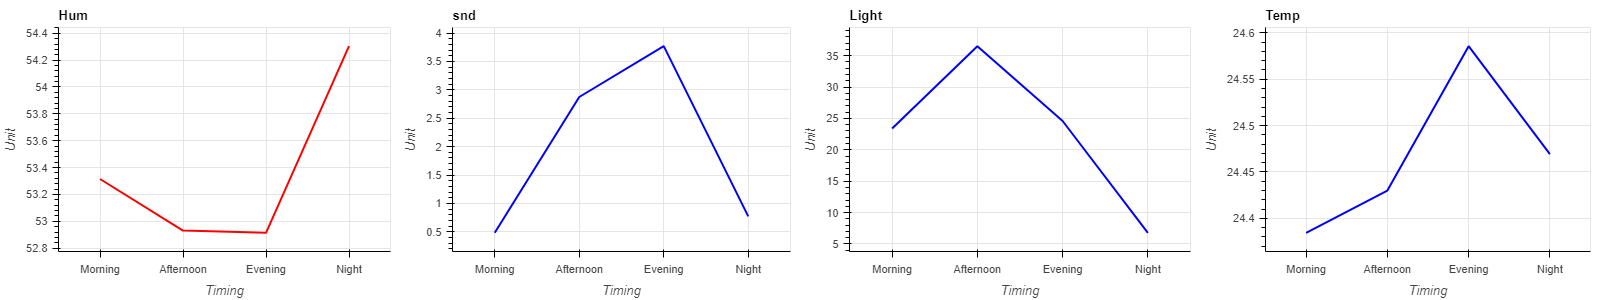 Hum
54.4
54.2
54
53.8
53.6
53.4
53.2
53
52.8
Unit
Morning Afternoon Evening Night
Timing
snd
4
3.5
3
2.5
2
1.5
1
0.5
Unit
Morning Afternoon Evening Night
Timing
Light
35
30
25
20
15
10
5
Unit
Morning Afternoon Evening Night
Timing
Temp
24.6
24.55
24.5
24.45
24.4
Unit
Morning Afternoon Evening Night
Timing